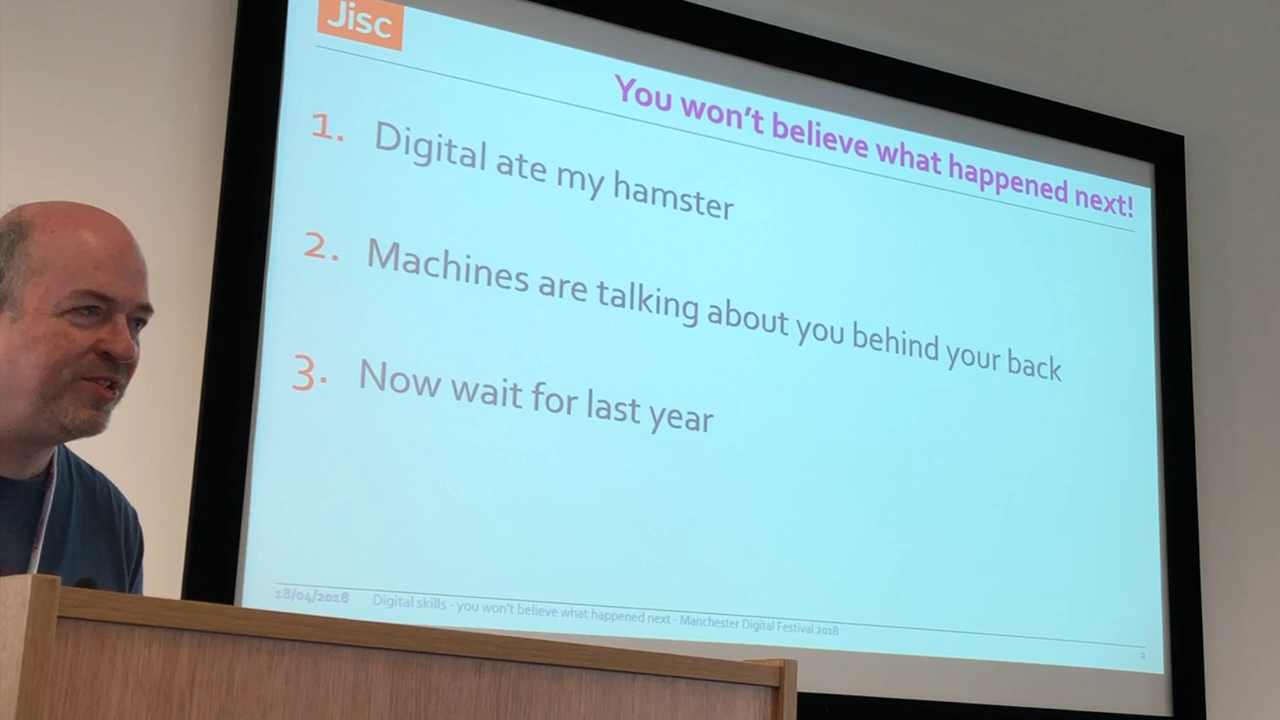 Jisc
You won't believe what happened next!
1. Digital ate my hamster
2. Machines are talking about you behind your back
3. Now wait for last year
18/04/2018 Digital skills - you won't believe what happened next - Manchester Digital Festival 2018
2